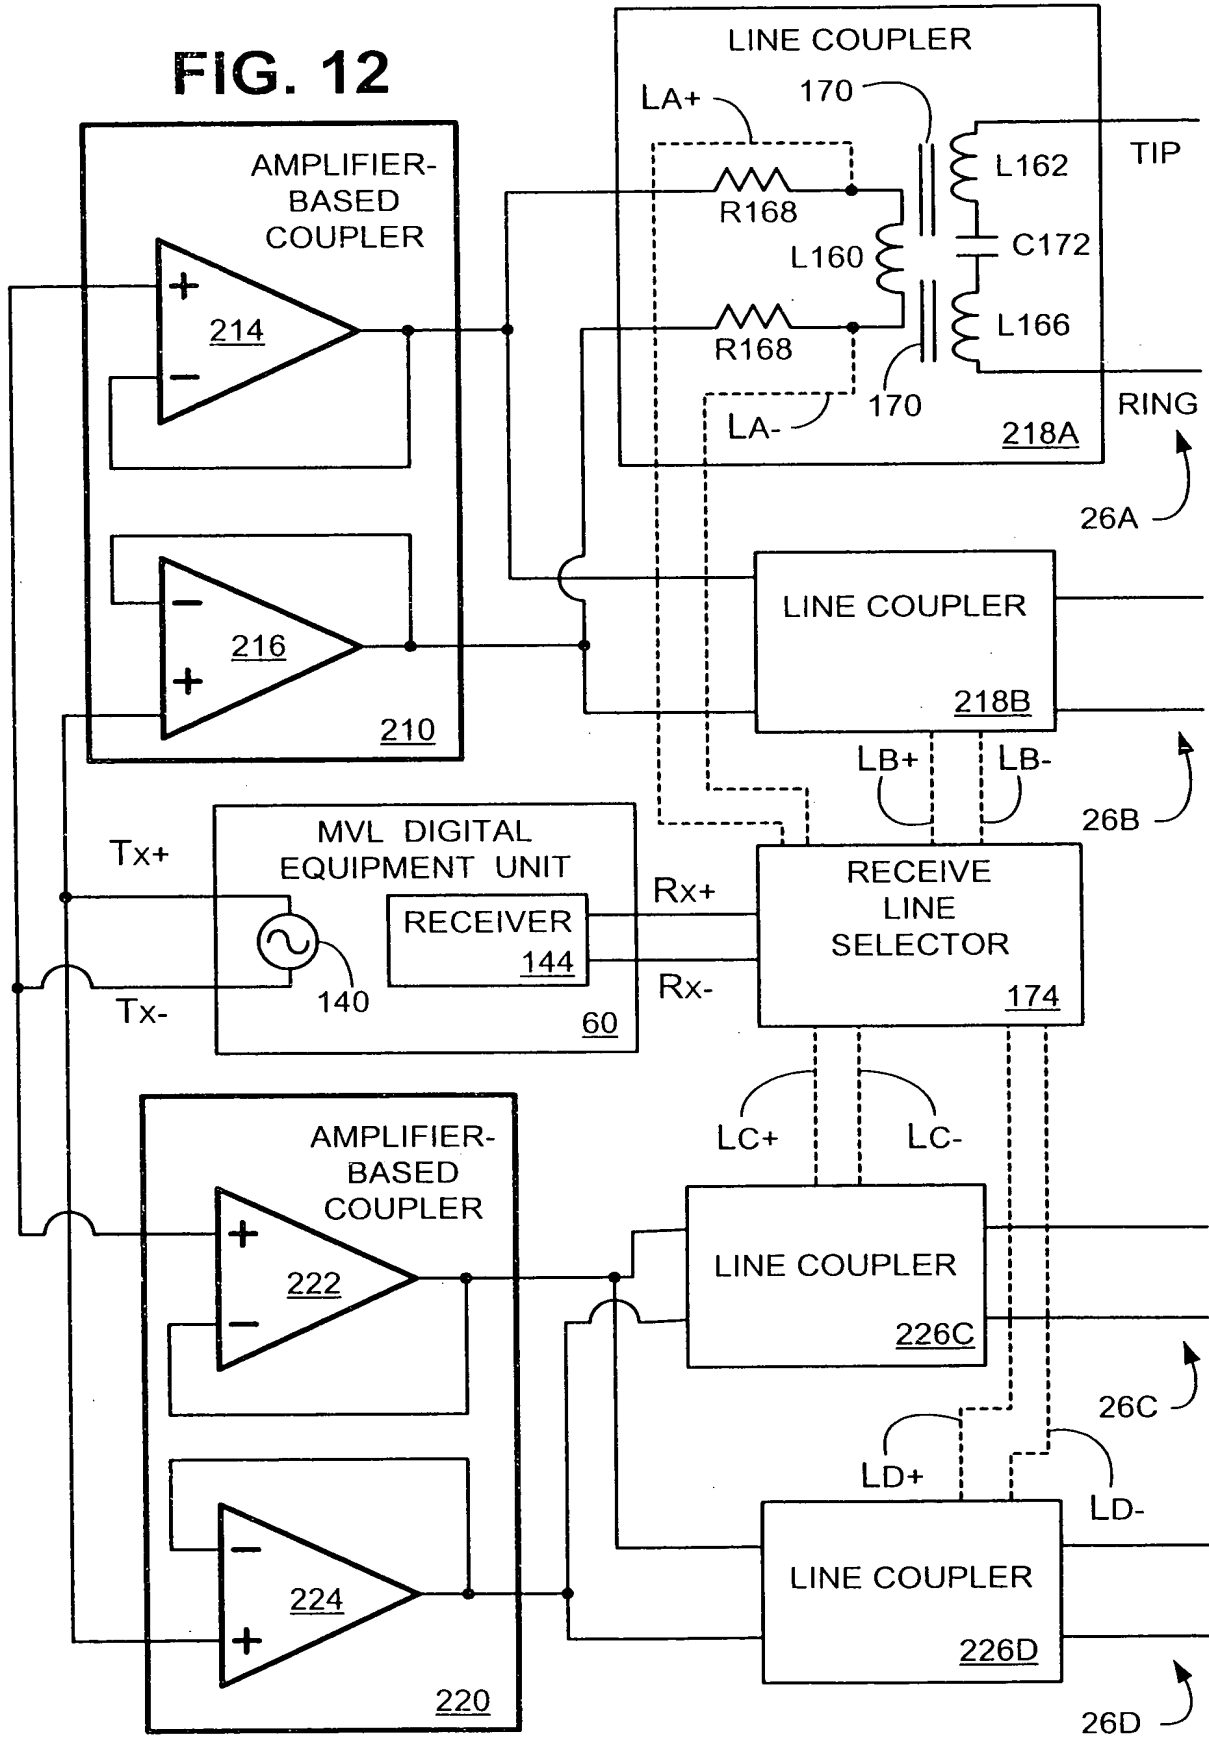 FIG. 12
LINE COUPLER
LA+
170
L162
TIP
R168
L160
C172
R168
L166
170
LA-
RING
218A
26A
AMPLIFIER-
BASED
COUPLER
+
214
−
−
216
+
210
LINE COUPLER
218B
LB+
LB-
26B
MVL DIGITAL
EQUIPMENT UNIT
Tx+
RECEIVER
144
Rx+
RECEIVE
LINE
SELECTOR
174
Tx-
140
Rx-
60
AMPLIFIER-
BASED
COUPLER
+
222
−
−
224
+
220
LC+
LC-
LINE COUPLER
226C
26C
LD+
LD-
LINE COUPLER
226D
26D